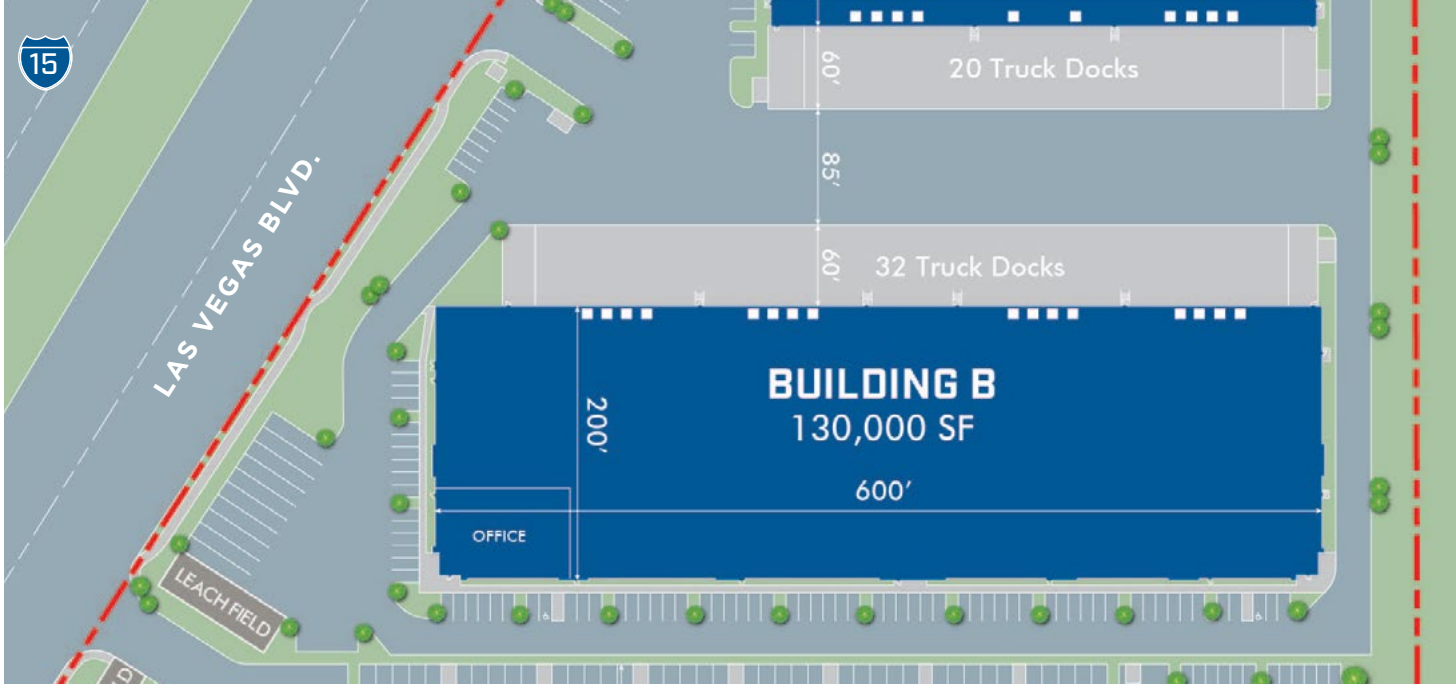 15
60'
20 Truck Docks
85'
LAS VEGAS BLVD.
60'
32 Truck Docks
BUILDING B
130,000 SF
200'
600'
OFFICE
LEACH FIELD
D